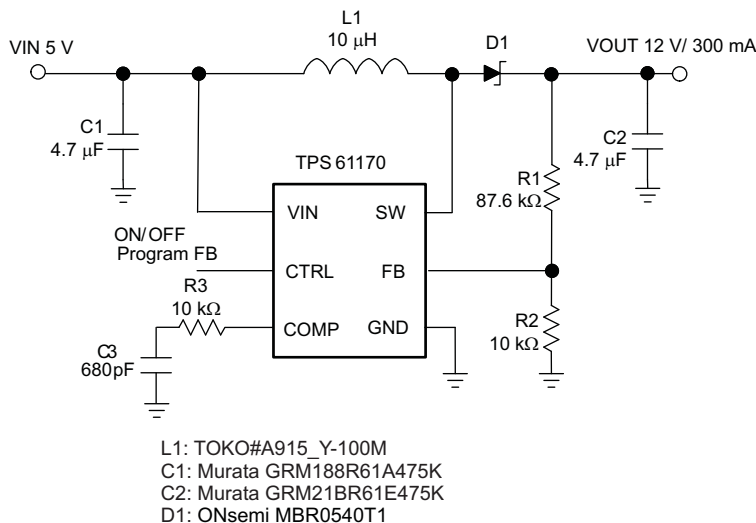 L1
10 μH
D1
VIN 5 V
VOUT 12 V/ 300 mA
C1
4.7 μF
C2
4.7 μF
TPS 61170
R1
87.6 kΩ
VIN
SW
ON/OFF
Program FB
CTRL
FB
R3
10 kΩ
COMP
GND
R2
10 kΩ
C3
680pF
L1: TOKO#A915_Y-100M
C1: Murata GRM188R61A475K
C2: Murata GRM21BR61E475K
D1: ONsemi MBR0540T1